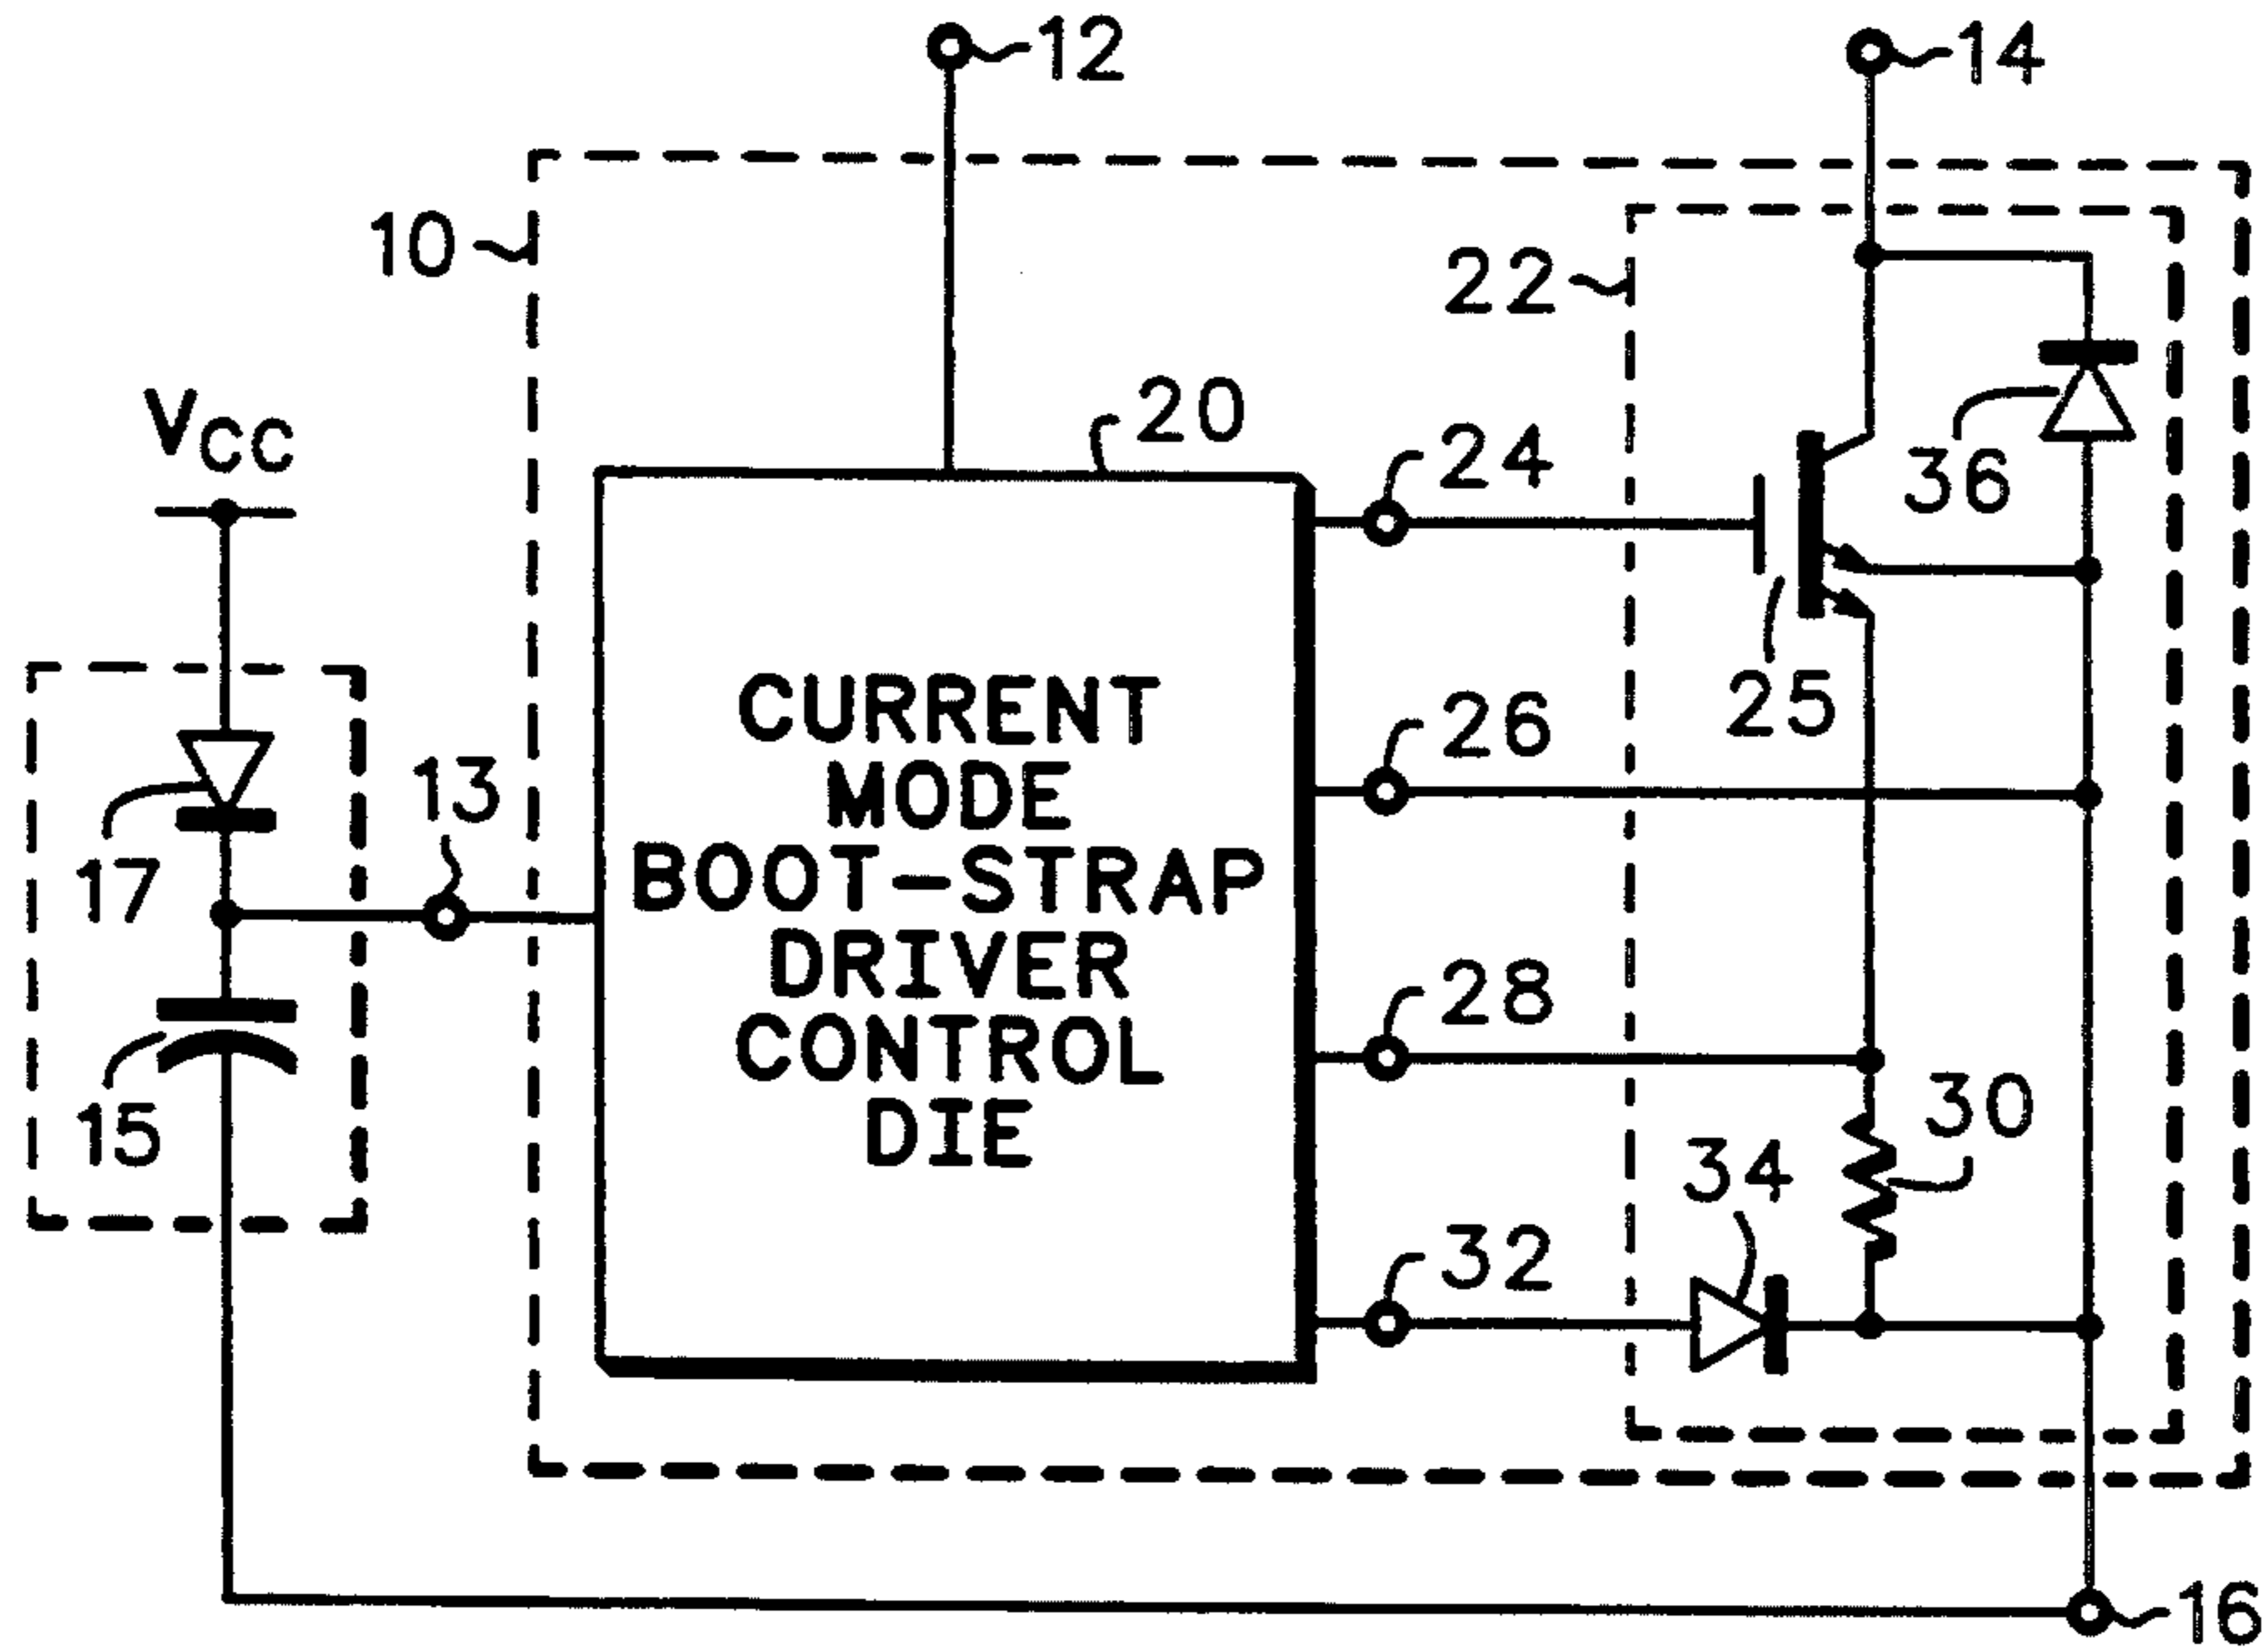 12
14
10
22
VCC
20
24
36
25
CURRENT
MODE
BOOT-STRAP
DRIVER
CONTROL
DIE
26
13
17
28
15
30
34
32
16